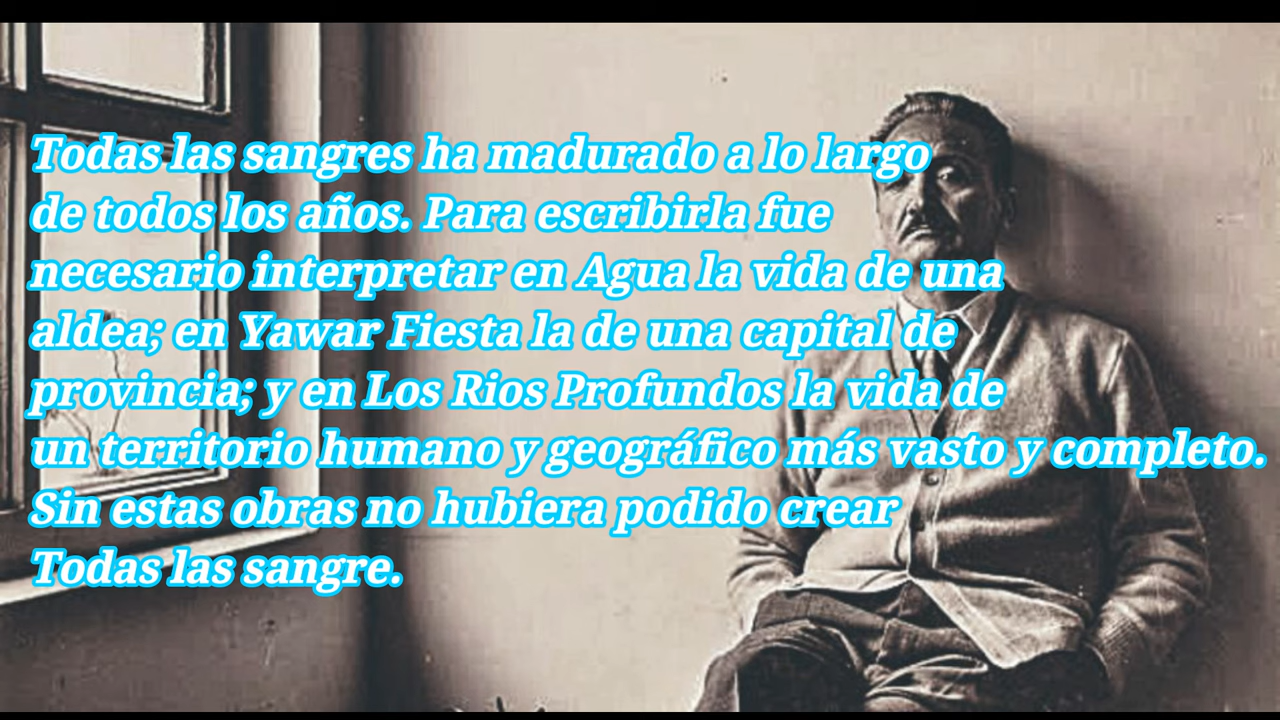 Todas las sangres ha madurado a lo largo
de todos los años. Para escribirla fue
necesario interpretar en Agua la vida de una
aldea; en Yawar Fiesta la de una capital de
provincia; y en Los Rios Profundos la vida de
un territorio humano y geográfico más vasto y completo.
Sin estas obras no hubiera podido crear
Todas las sangre.